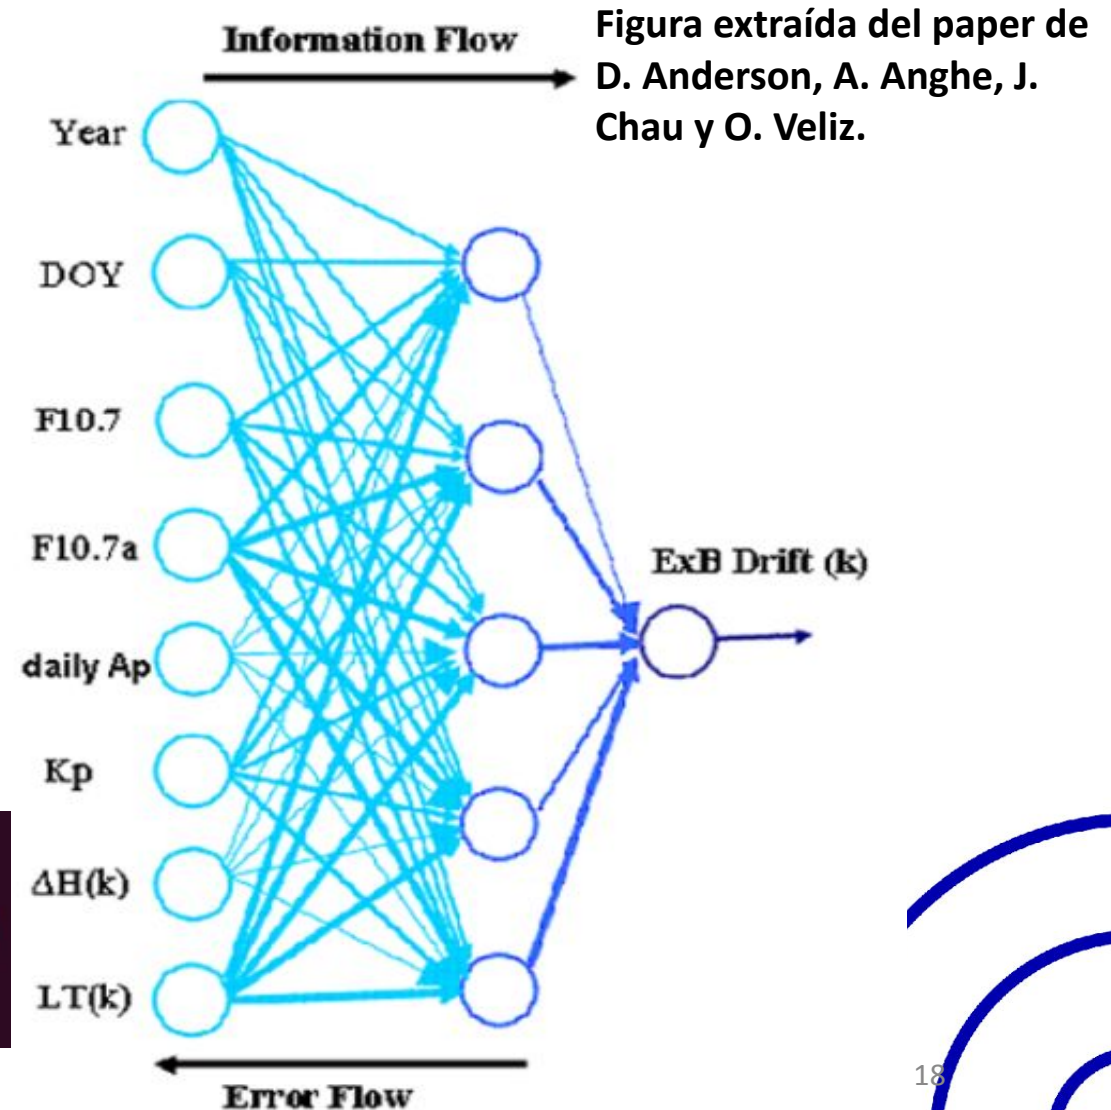 Information Flow
Figura extraída del paper de
D. Anderson, A. Anghe, J.
Chau y O. Veliz.
Year
DOY
F10.7
F10.7a
ExB Drift (k)
daily Ap
Kp
ΔH(k)
LT(k)
Error Flow
18